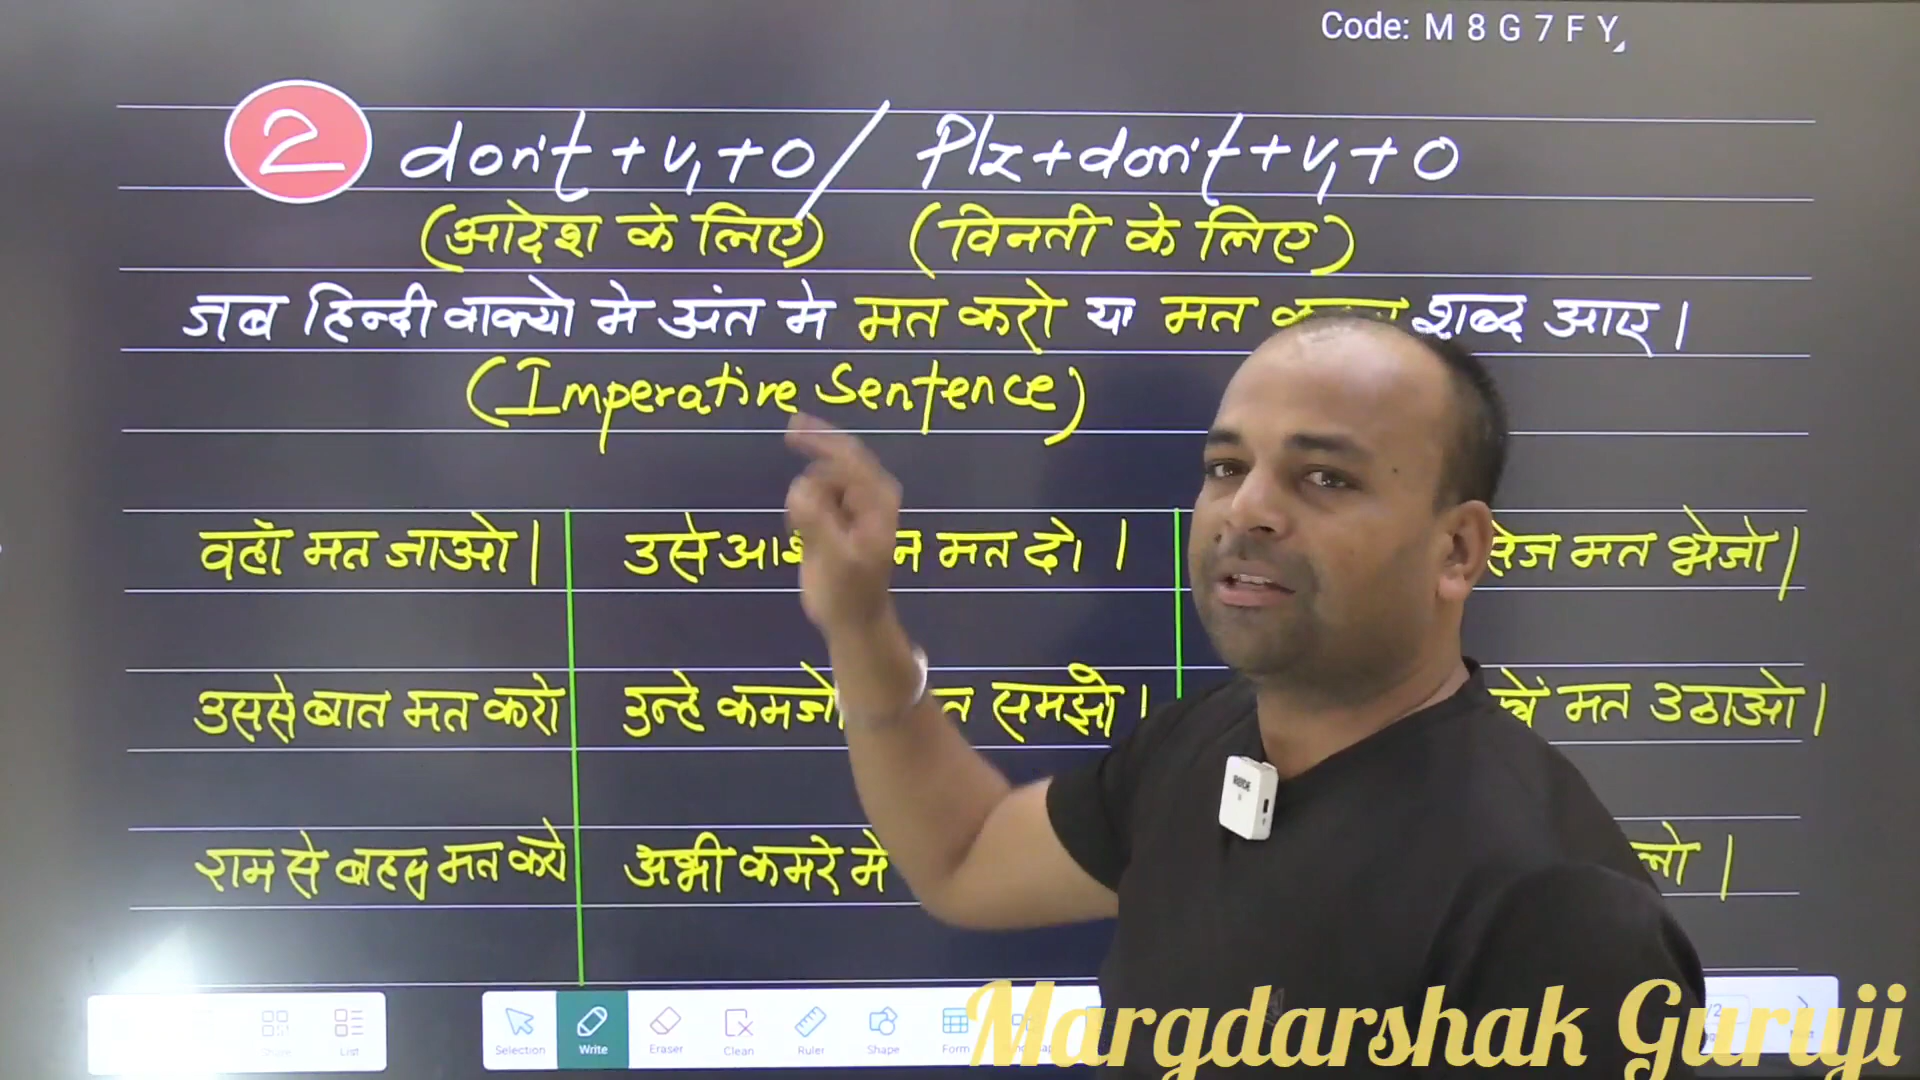 Code: M 8 G 7 F Y
2 don't + V1 + O / Plz + don't + V1 + O
(आदेश के लिए) (विनती के लिए)
जब हिन्दी वाक्यो मे अंत मे मत करो या मत शब्द आए।
(Imperative Sentence)
वहाँ मत जाओ। उसे मत दो। मत भेजो।
उससे बात मत करो उन्हे समझो। मत उठाओ।
राम से बहस मत करो अभी कमरे मे
Selection Write Eraser Clean Ruler Shape Form
List
Margdarshak Guruji